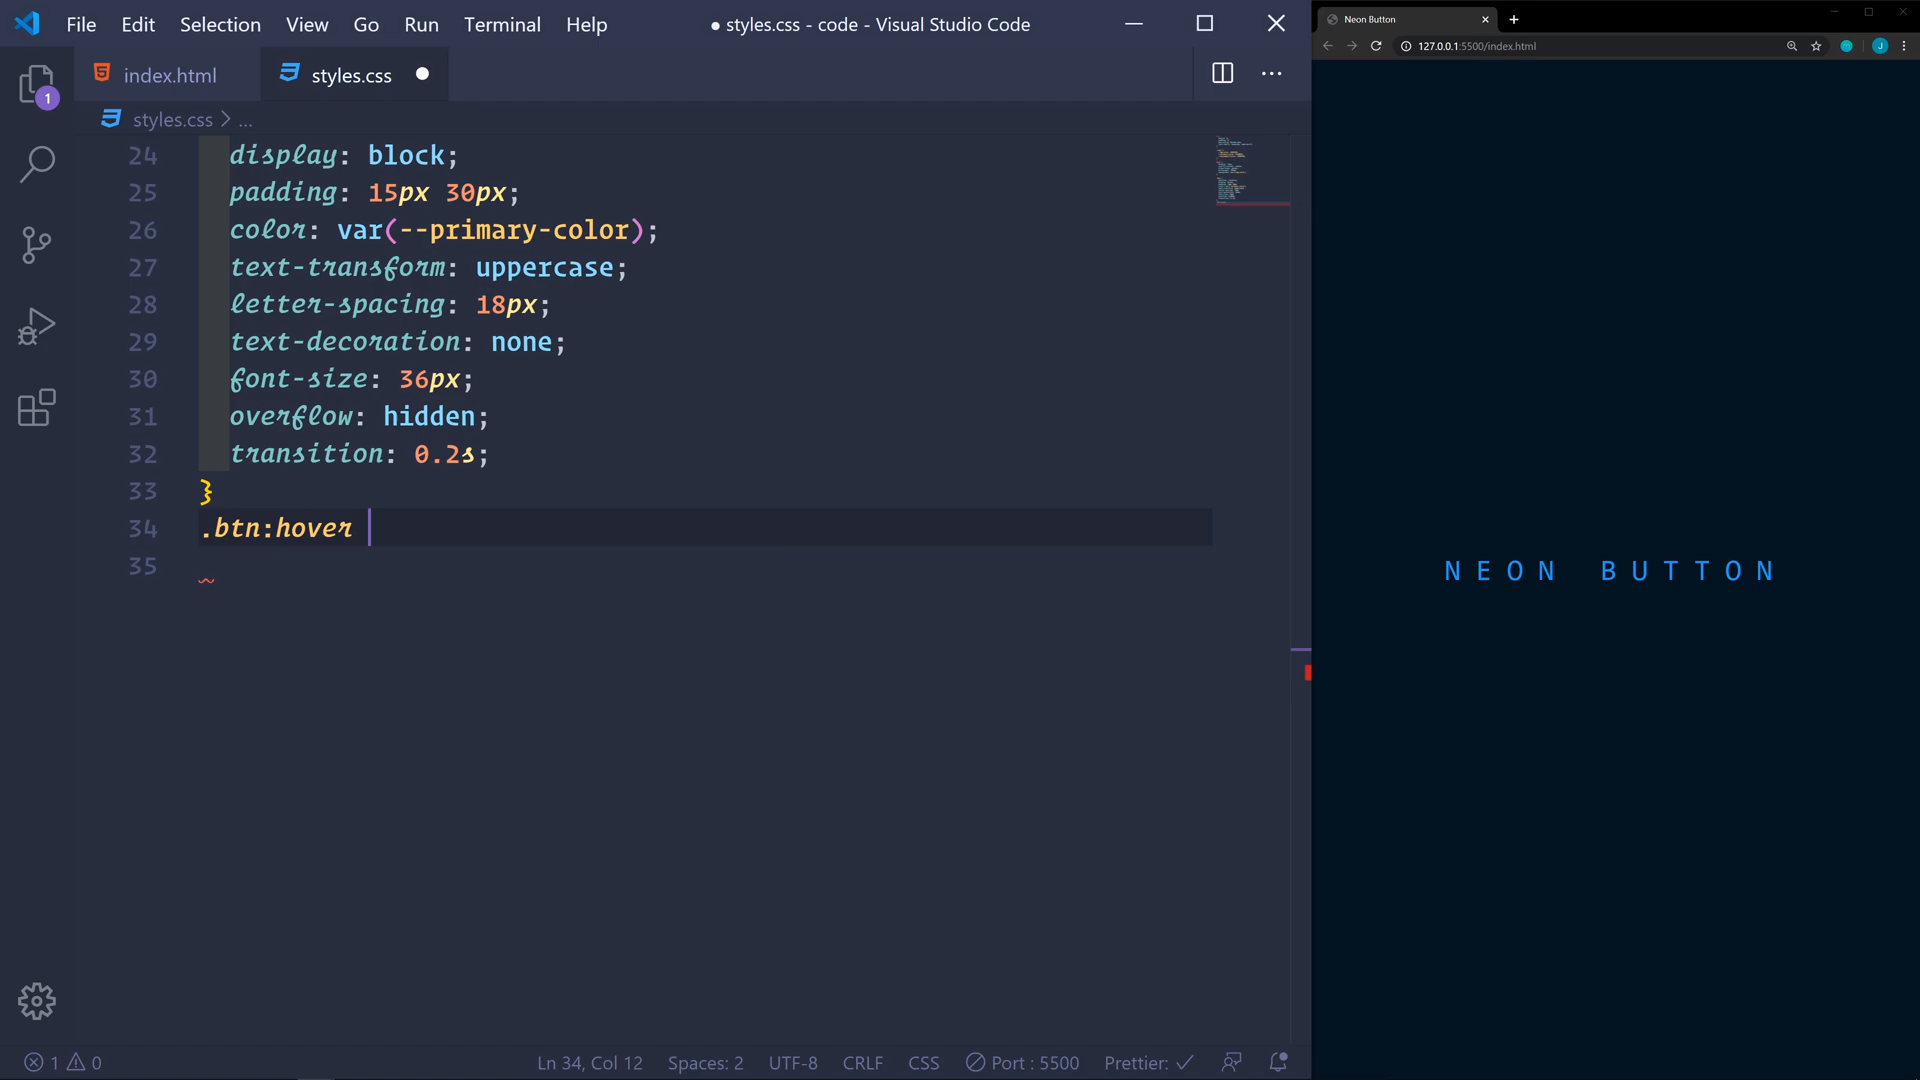 File Edit Selection View Go Run Terminal Help
● styles.css - code - Visual Studio Code
index.html
styles.css
styles.css > ...
24 display: block;
25 padding: 15px 30px;
26 color: var(--primary-color);
27 text-transform: uppercase;
28 letter-spacing: 18px;
29 text-decoration: none;
30 font-size: 36px;
31 overflow: hidden;
32 transition: 0.2s;
33 }
34 .btn:hover
35
1
1 0
Ln 34, Col 12 Spaces: 2 UTF-8 CRLF CSS Port : 5500 Prettier: ✓
Neon Button
127.0.0.1:5500/index.html
J
NEON BUTTON